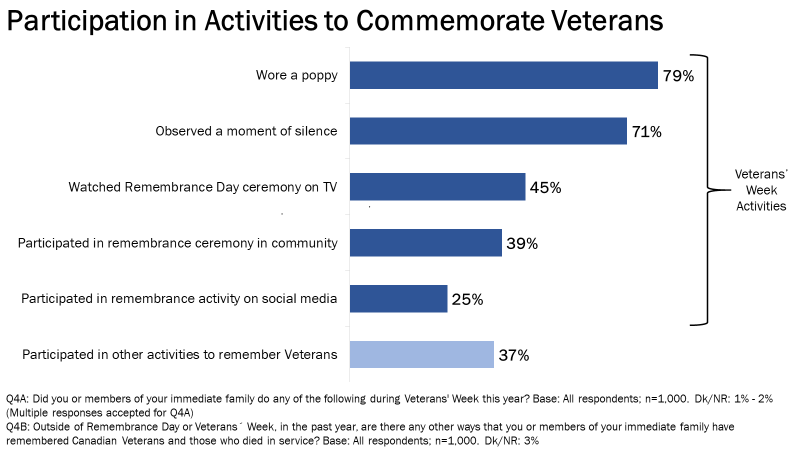 Participation in Activities to Commemorate Veterans
Wore a poppy
79%
Observed a moment of silence
71%
Watched Remembrance Day ceremony on TV
45%
Participated in remembrance ceremony in community
39%
Participated in remembrance activity on social media
25%
Participated in other activities to remember Veterans
37%
Veterans'
Week
Activities
Q4A: Did you or members of your immediate family do any of the following during Veterans' Week this year? Base: All respondents; n=1,000. Dk/NR: 1% - 2%
(Multiple responses accepted for Q4A)
Q4B: Outside of Remembrance Day or Veterans´ Week, in the past year, are there any other ways that you or members of your immediate family have
remembered Canadian Veterans and those who died in service? Base: All respondents; n=1,000. Dk/NR: 3%